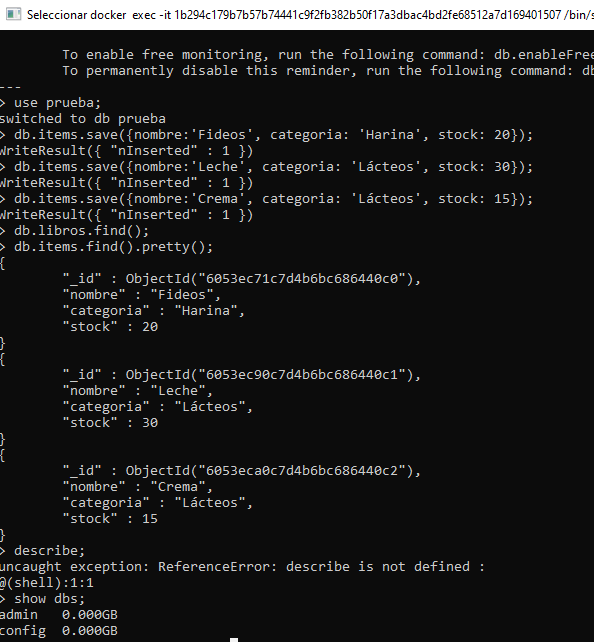 Seleccionar docker exec -it 1b294c179b7b57b74441c9f2fb382b50f17a3dbac4bd2fe68512a7d169401507 /bin/s
To enable free monitoring, run the following command: db.enableFree
To permanently disable this reminder, run the following command: db
---
> use prueba;
switched to db prueba
> db.items.save({nombre:'Fideos', categoria: 'Harina', stock: 20});
WriteResult({ "nInserted" : 1 })
> db.items.save({nombre:'Leche', categoria: 'Lácteos', stock: 30});
WriteResult({ "nInserted" : 1 })
> db.items.save({nombre:'Crema', categoria: 'Lácteos', stock: 15});
WriteResult({ "nInserted" : 1 })
> db.libros.find();
> db.items.find().pretty();
{
"_id" : ObjectId("6053ec71c7d4b6bc686440c0"),
"nombre" : "Fideos",
"categoria" : "Harina",
"stock" : 20
}
{
"_id" : ObjectId("6053ec90c7d4b6bc686440c1"),
"nombre" : "Leche",
"categoria" : "Lácteos",
"stock" : 30
}
{
"_id" : ObjectId("6053eca0c7d4b6bc686440c2"),
"nombre" : "Crema",
"categoria" : "Lácteos",
"stock" : 15
}
> describe;
uncaught exception: ReferenceError: describe is not defined :
@(shell):1:1
> show dbs;
admin 0.000GB
config 0.000GB